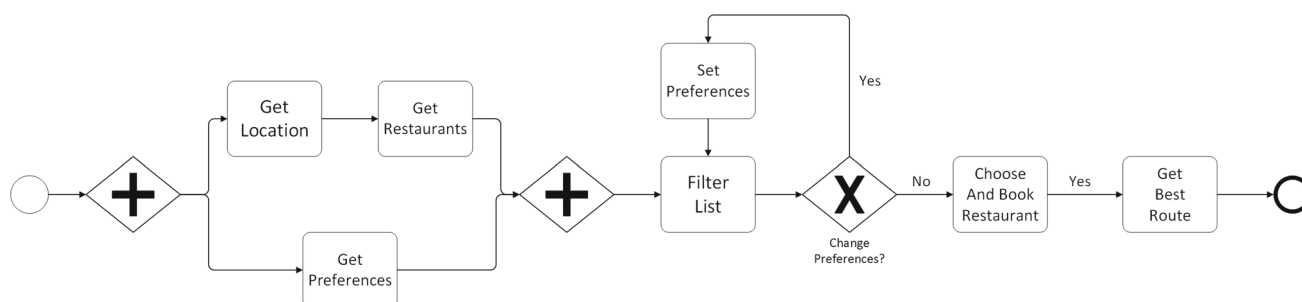 Get
Location
Get
Restaurants
Get
Preferences
Set
Preferences
Yes
Filter
List
X
Change
Preferences?
No
Choose
And Book
Restaurant
Yes
Get
Best
Route